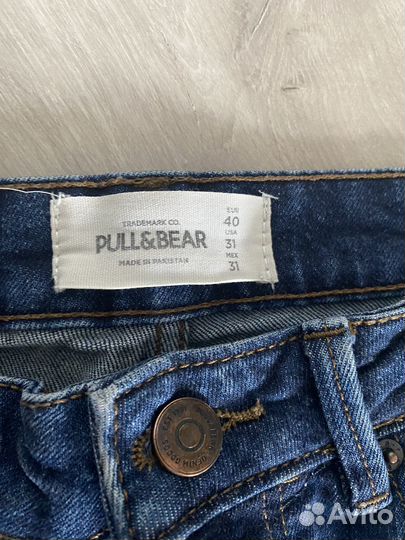 TRADEMARK CO.
PULL&BEAR
MADE IN PAKISTAN
EUR
40
USA
31
MEX
31
Avito